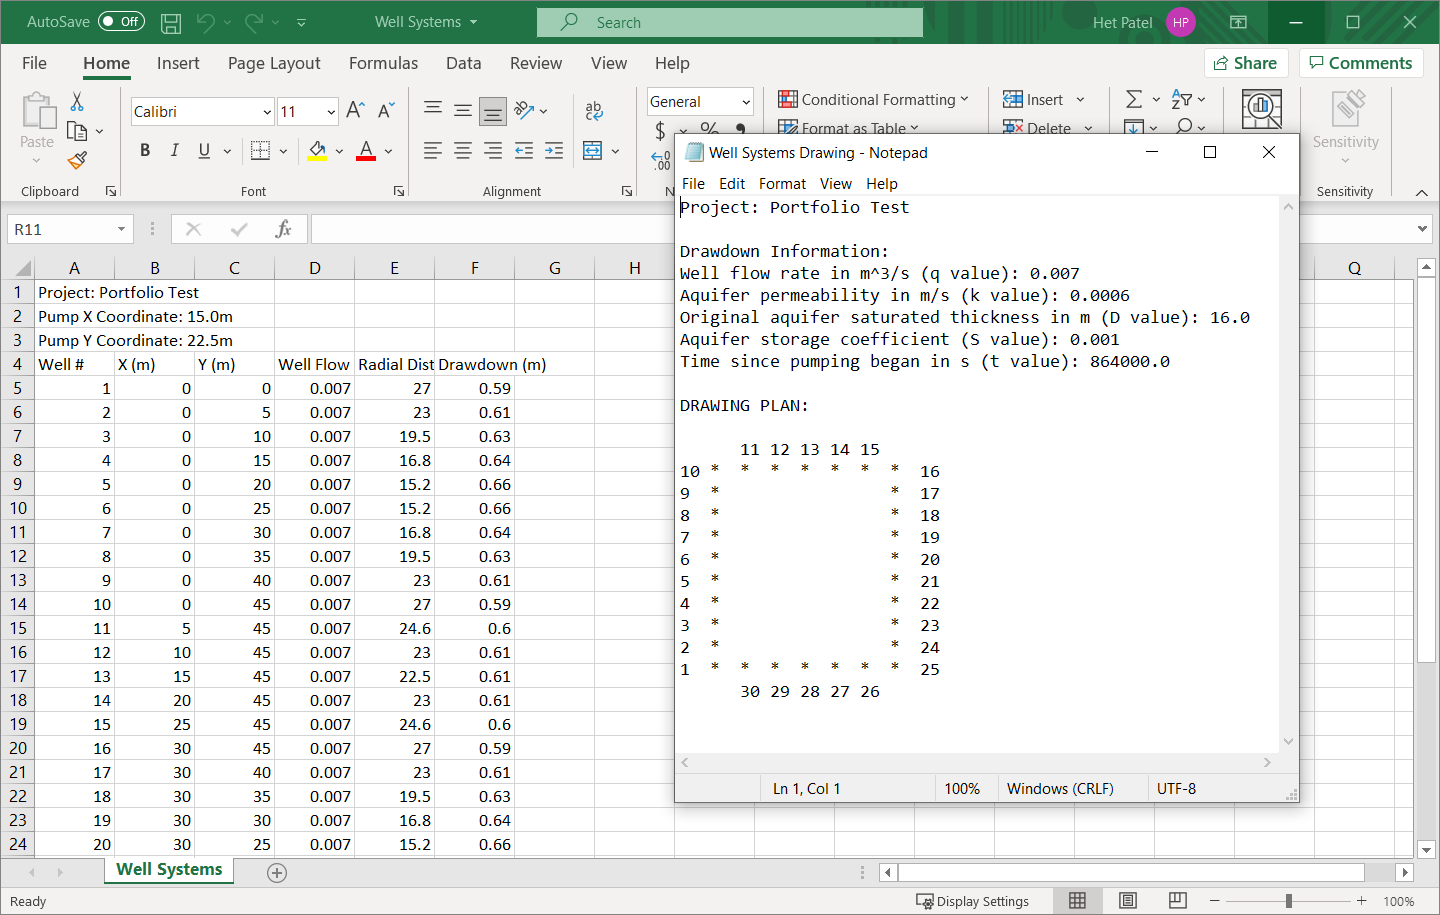 AutoSave Off Well Systems Search Het Patel HP
File Home Insert Page Layout Formulas Data Review View Help Share Comments
Paste
Calibri 11
B I U A
ab
General
$ % 9
.00
Conditional Formatting
Format as Table
Insert
Delete
Sensitivity
Clipboard Font Alignment N Sensitivity
R11 fx
A B C D E F G H Q
1 Project: Portfolio Test
2 Pump X Coordinate: 15.0m
3 Pump Y Coordinate: 22.5m
4 Well # X (m) Y (m) Well Flow Radial Dist Drawdown (m)
5 1 0 0 0.007 27 0.59
6 2 0 5 0.007 23 0.61
7 3 0 10 0.007 19.5 0.63
8 4 0 15 0.007 16.8 0.64
9 5 0 20 0.007 15.2 0.66
10 6 0 25 0.007 15.2 0.66
11 7 0 30 0.007 16.8 0.64
12 8 0 35 0.007 19.5 0.63
13 9 0 40 0.007 23 0.61
14 10 0 45 0.007 27 0.59
15 11 5 45 0.007 24.6 0.6
16 12 10 45 0.007 23 0.61
17 13 15 45 0.007 22.5 0.61
18 14 20 45 0.007 23 0.61
19 15 25 45 0.007 24.6 0.6
20 16 30 45 0.007 27 0.59
21 17 30 40 0.007 23 0.61
22 18 30 35 0.007 19.5 0.63
23 19 30 30 0.007 16.8 0.64
24 20 30 25 0.007 15.2 0.66
Well Systems Drawing - Notepad
File Edit Format View Help
Project: Portfolio Test
Drawdown Information:
Well flow rate in m^3/s (q value): 0.007
Aquifer permeability in m/s (k value): 0.0006
Original aquifer saturated thickness in m (D value): 16.0
Aquifer storage coefficient (S value): 0.001
Time since pumping began in s (t value): 864000.0
DRAWING PLAN:
11 12 13 14 15
10 * * * * * * * 16
9 * * 17
8 * * 18
7 * * 19
6 * * 20
5 * * 21
4 * * 22
3 * * 23
2 * * 24
1 * * * * * * * 25
30 29 28 27 26
Ln 1, Col 1 100% Windows (CRLF) UTF-8
Well Systems
Ready Display Settings 100%